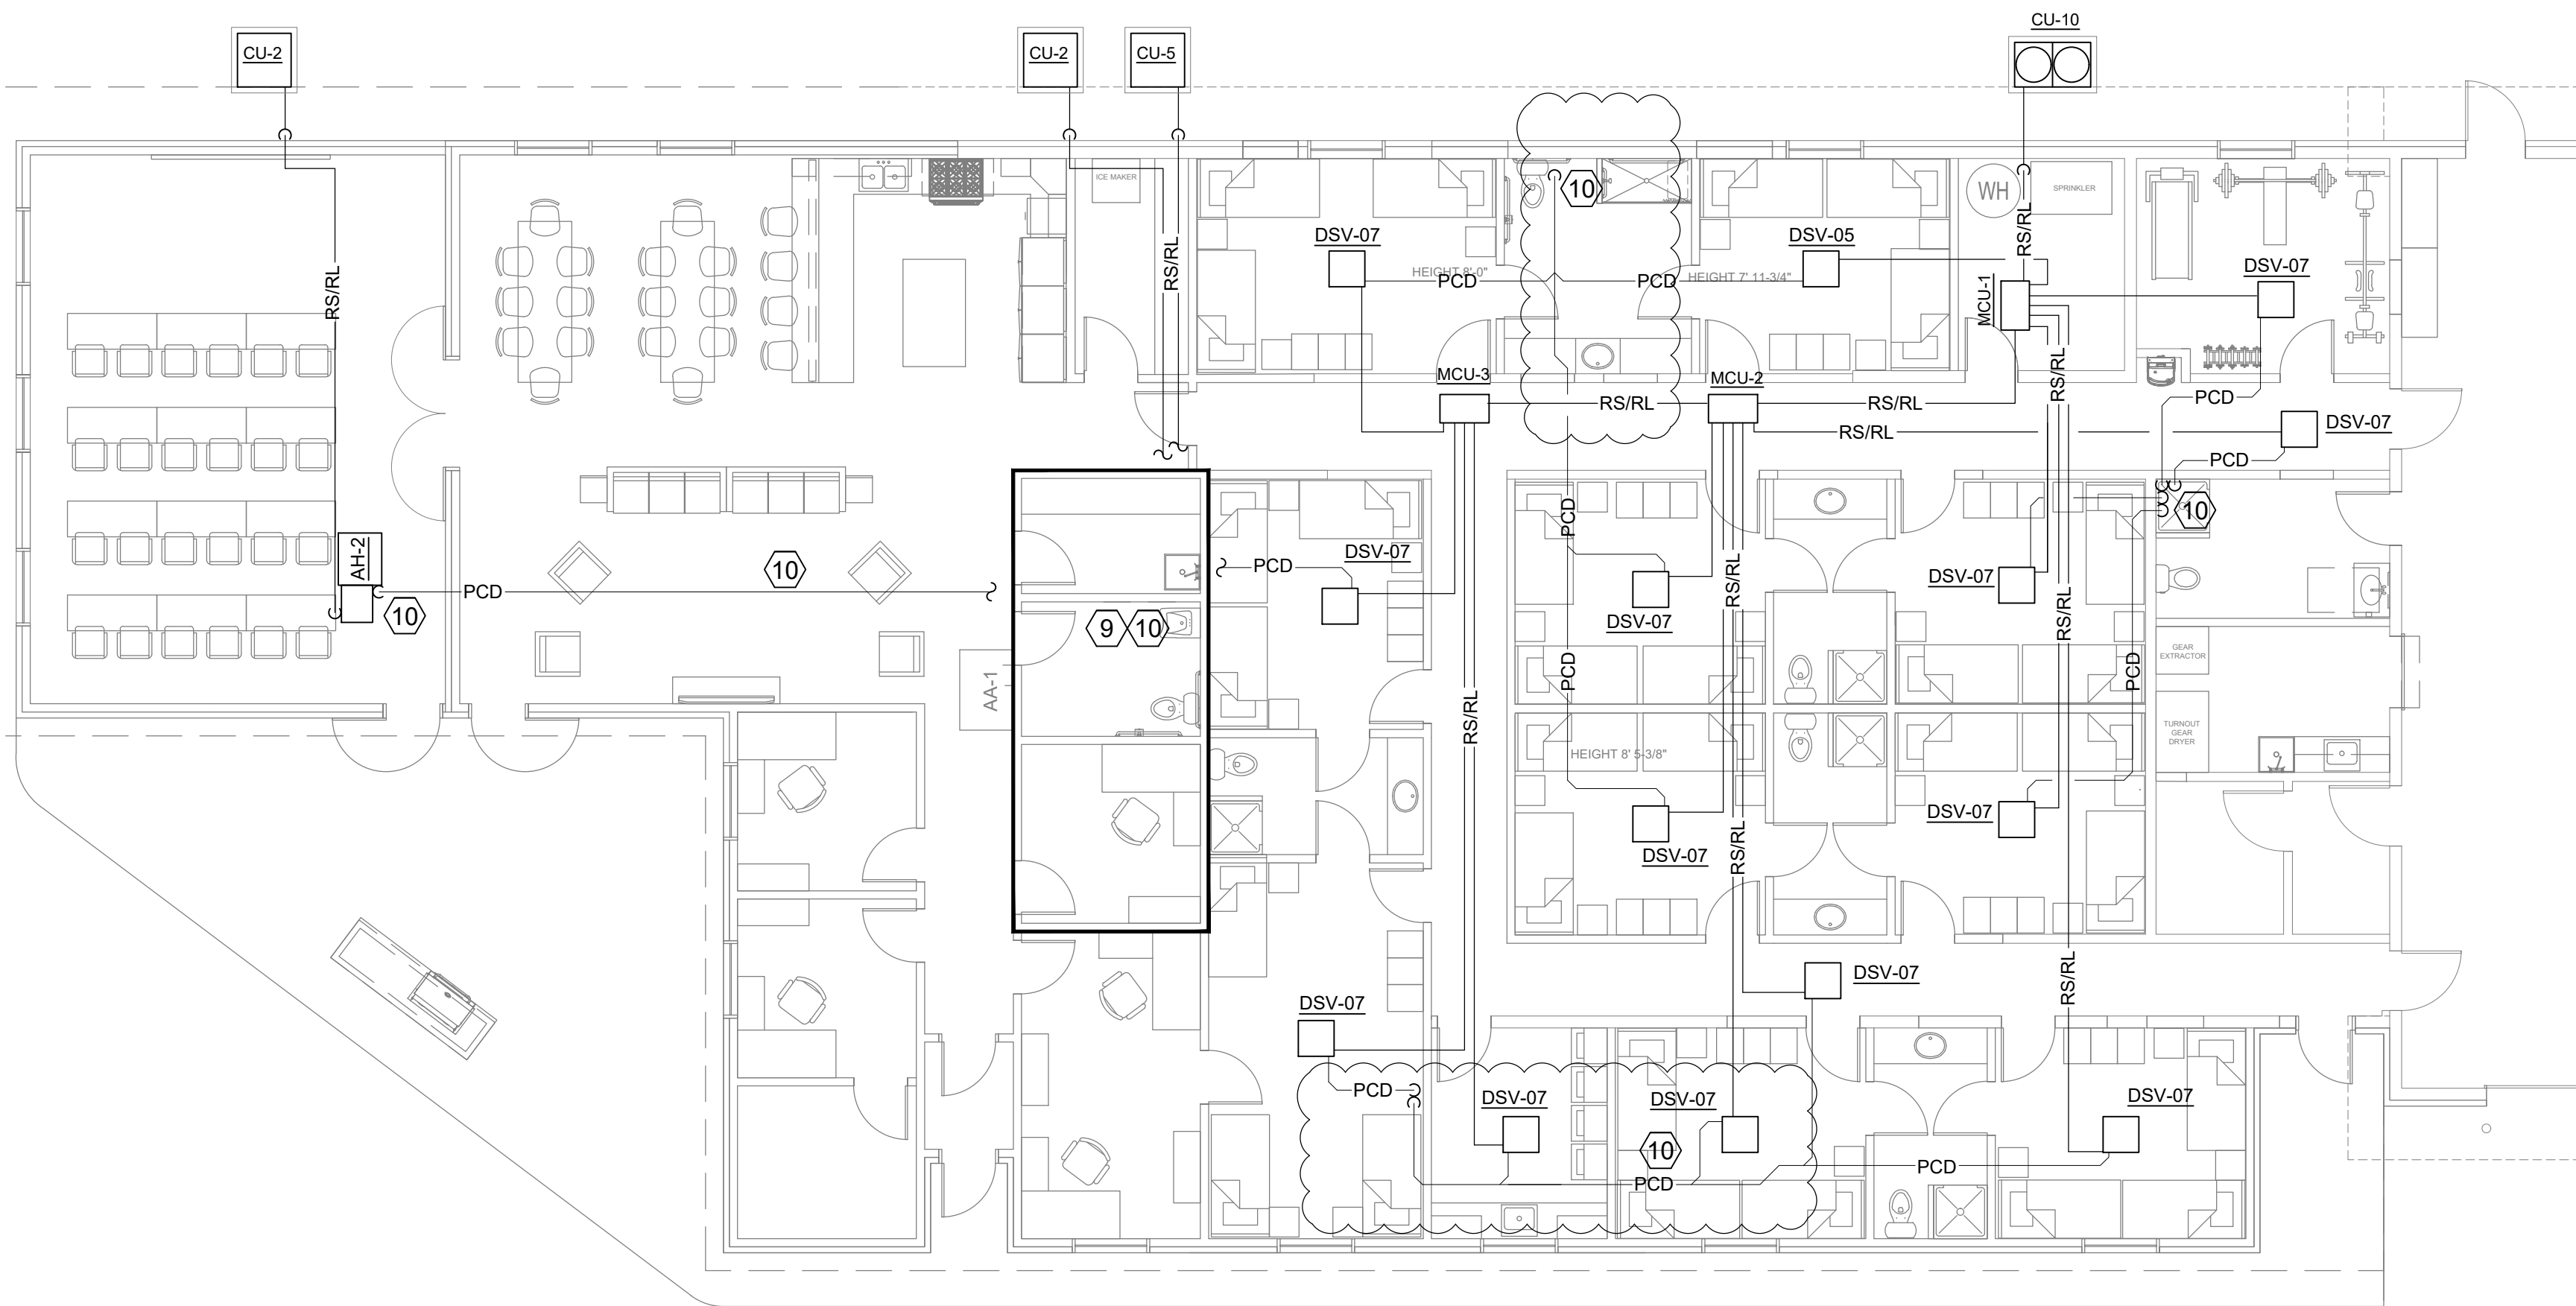 CU-10
CU-2
CU-2
CU-5
ICE MAKER
WH
SPRINKLER
10
RS/RL
DSV-07
DSV-05
RS/RL
RS/RL
DSV-07
HEIGHT 8'-0"
HEIGHT 7' 11-3/4"
PCD
PCD
MCU-1
RS/RL
MCU-3
MCU-2
RS/RL
PCD
RS/RL
RS/RL
DSV-07
RS/RL
PCD
10
PCD
AH-2
10
PCD
DSV-07
PCD
DSV-07
RS/RL
PCD
10
9
10
DSV-07
RS/RL
GEAR
EXTRACTOR
PCD
PCD
AA-1
RS/RL
TURNOUT
GEAR
DRYER
HEIGHT 8' 5-3/8"
DSV-07
DSV-07
RS/RL
DSV-07
RS/RL
DSV-07
PCD
DSV-07
DSV-07
DSV-07
10
PCD
PCD